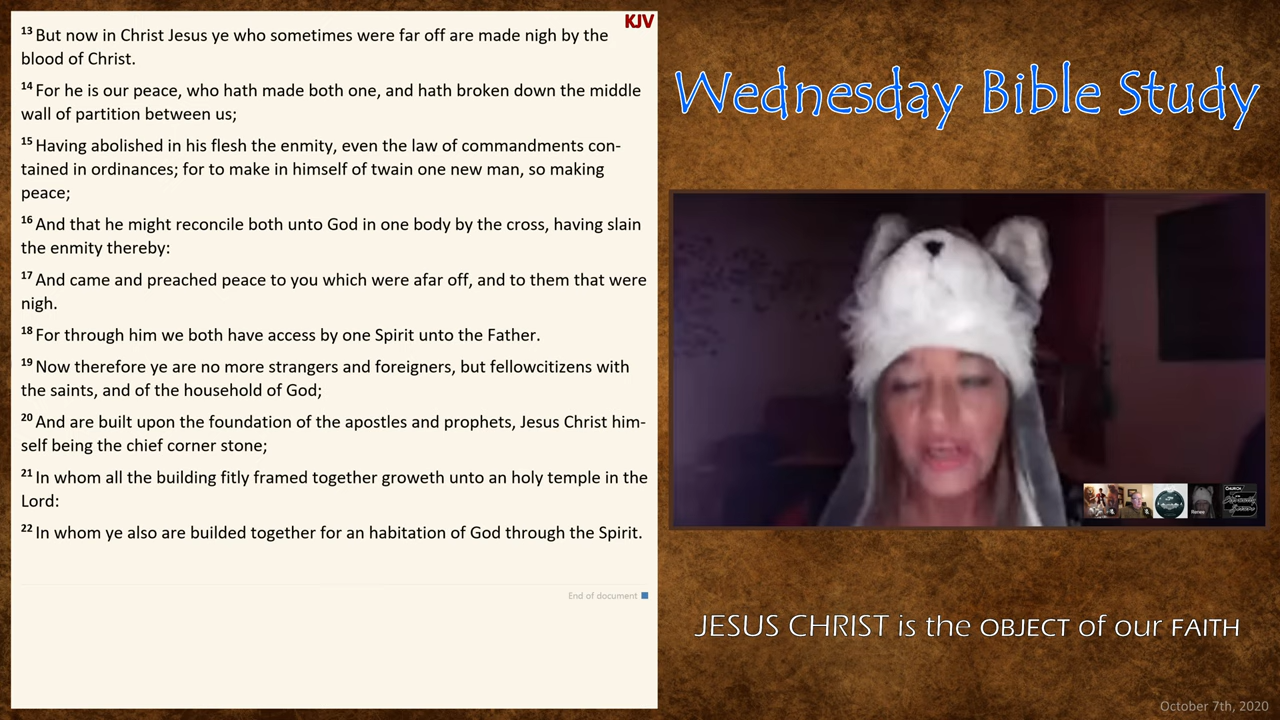 KJV
13 But now in Christ Jesus ye who sometimes were far off are made nigh by the
blood of Christ.
14 For he is our peace, who hath made both one, and hath broken down the middle
wall of partition between us;
15 Having abolished in his flesh the enmity, even the law of commandments con-
tained in ordinances; for to make in himself of twain one new man, so making
peace;
16 And that he might reconcile both unto God in one body by the cross, having slain
the enmity thereby:
17 And came and preached peace to you which were afar off, and to them that were
nigh.
18 For through him we both have access by one Spirit unto the Father.
19 Now therefore ye are no more strangers and foreigners, but fellowcitizens with
the saints, and of the household of God;
20 And are built upon the foundation of the apostles and prophets, Jesus Christ him-
self being the chief corner stone;
21 In whom all the building fitly framed together groweth unto an holy temple in the
Lord:
22 In whom ye also are builded together for an habitation of God through the Spirit.
End of document
Wednesday Bible Study
Renee
CHURCH
JESUS CHRIST is the OBJECT of our FAITH
October 7th, 2020